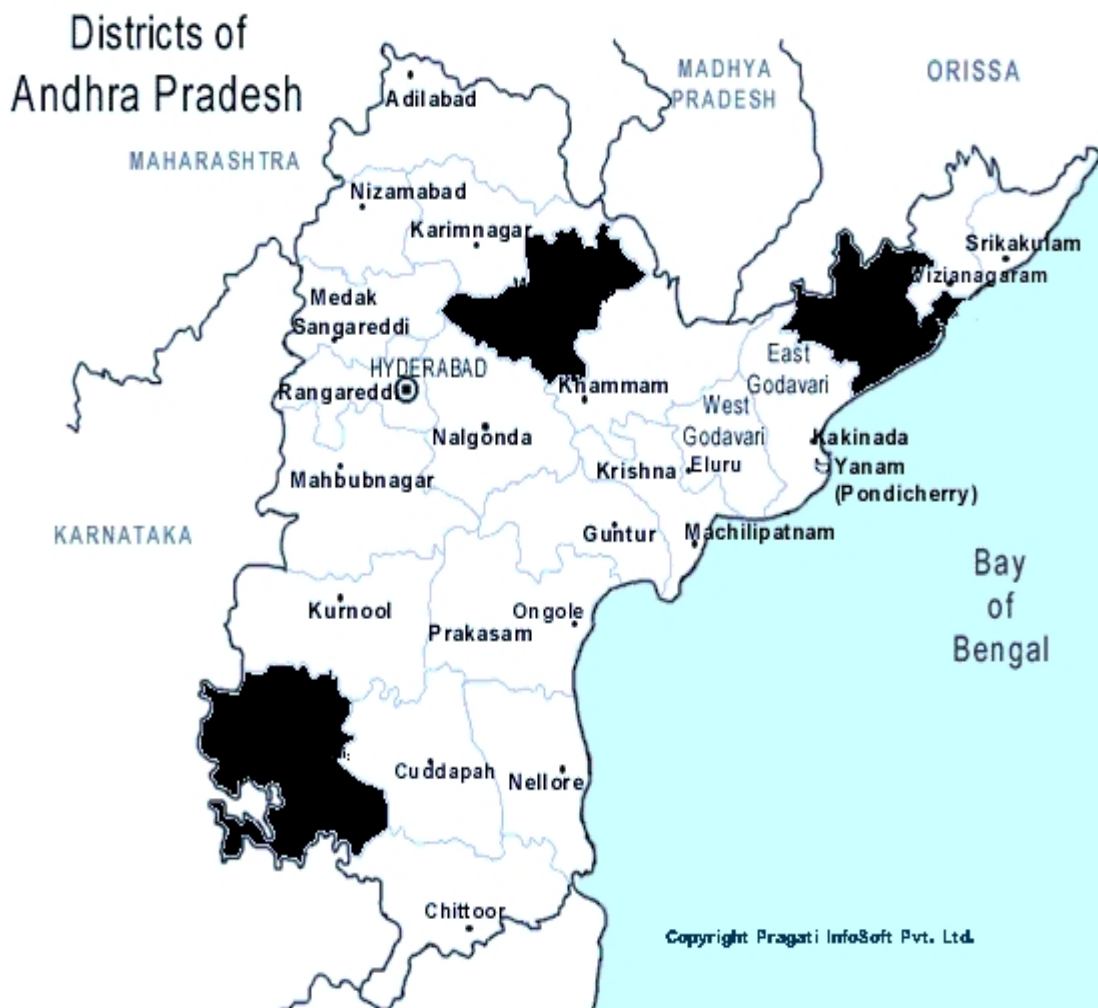 Districts of
Andhra Pradesh
MADHYA
PRADESH
ORISSA
Adilabad
MAHARASHTRA
Nizamabad
Karimnagar
Srikakulam
Vizianagaram
Medak
Sangareddi
HYDERABAD
Rangareddi
East
Godavari
Khammam
West
Godavari
Nalgonda
Kakinada
Mahbubnagar
Krishna
Eluru
Yanam
(Pondicherry)
KARNATAKA
Guntur
Machilipatnam
Bay
of
Bengal
Kurnool
Ongole
Prakasam
Cuddapah
Nellore
Chittoor
Copyright Pragati InfoSoft Pvt. Ltd.